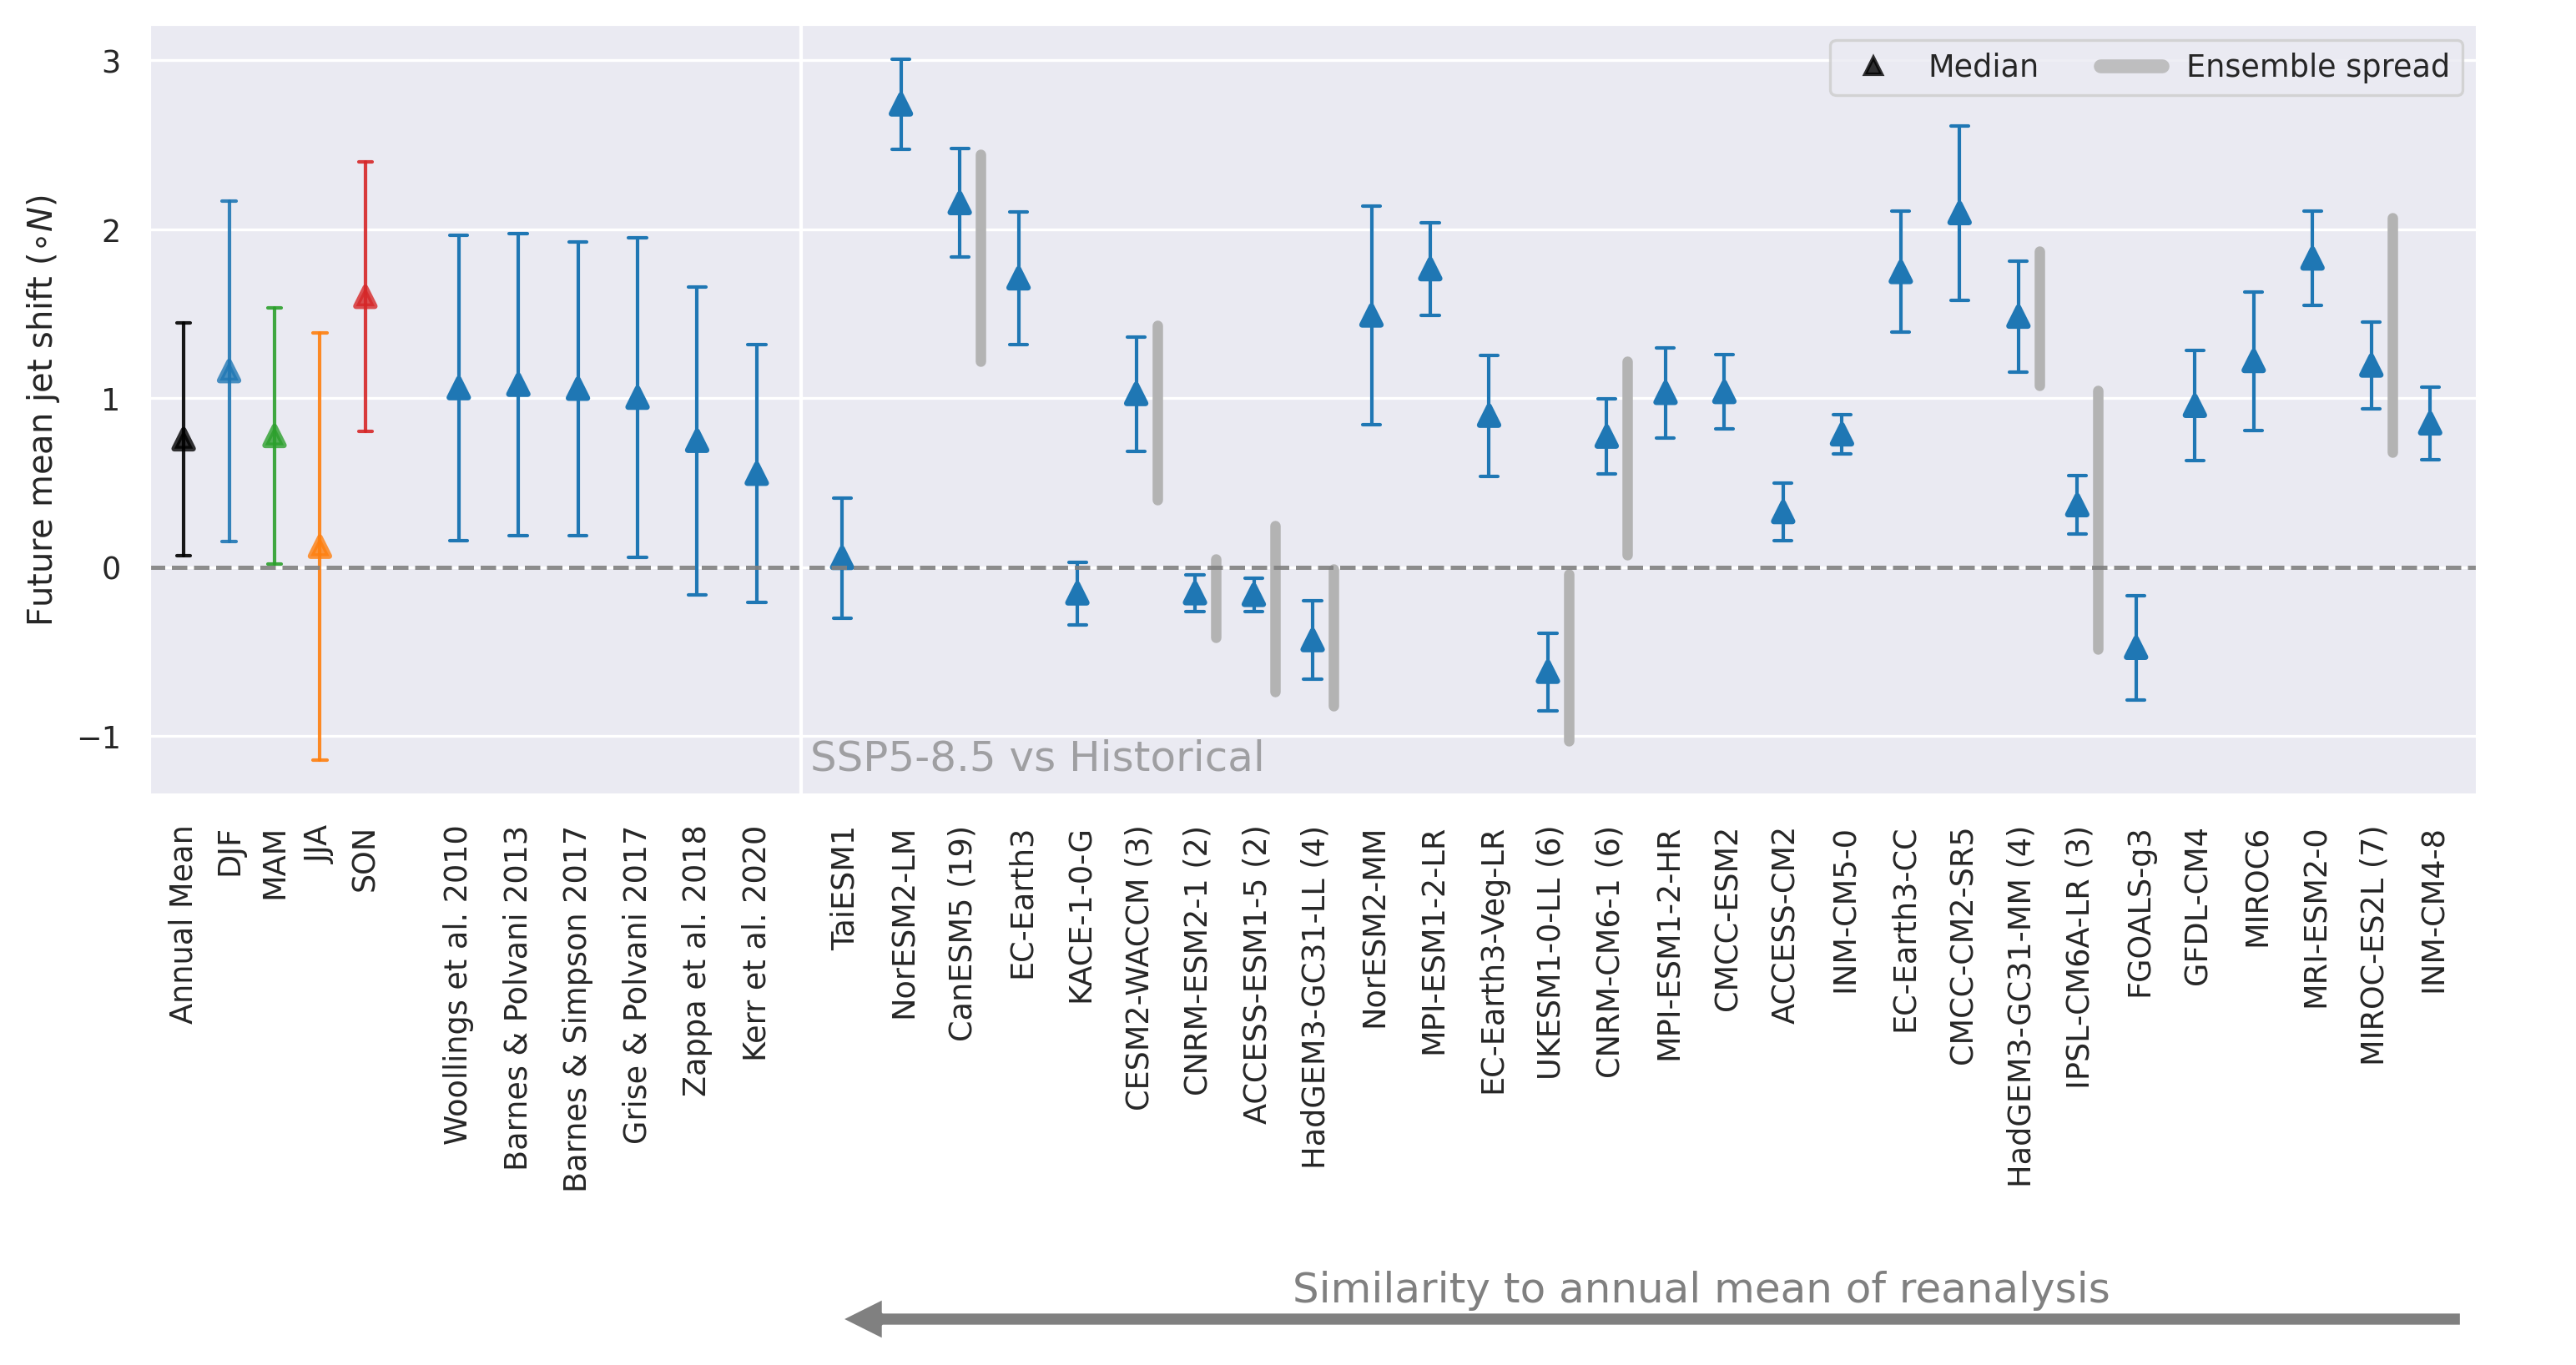 3
2
1
0
−1
Future mean jet shift (∘N)
Median
Ensemble spread
SSP5-8.5 vs Historical
Annual Mean
DJF
MAM
JJA
SON
Woollings et al. 2010
Barnes & Polvani 2013
Barnes & Simpson 2017
Grise & Polvani 2017
Zappa et al. 2018
Kerr et al. 2020
TaiESM1
NorESM2-LM
CanESM5 (19)
EC-Earth3
KACE-1-0-G
CESM2-WACCM (3)
CNRM-ESM2-1 (2)
ACCESS-ESM1-5 (2)
HadGEM3-GC31-LL (4)
NorESM2-MM
MPI-ESM1-2-LR
EC-Earth3-Veg-LR
UKESM1-0-LL (6)
CNRM-CM6-1 (6)
MPI-ESM1-2-HR
CMCC-ESM2
ACCESS-CM2
INM-CM5-0
EC-Earth3-CC
CMCC-CM2-SR5
HadGEM3-GC31-MM (4)
IPSL-CM6A-LR (3)
FGOALS-g3
GFDL-CM4
MIROC6
MRI-ESM2-0
MIROC-ES2L (7)
INM-CM4-8
Similarity to annual mean of reanalysis